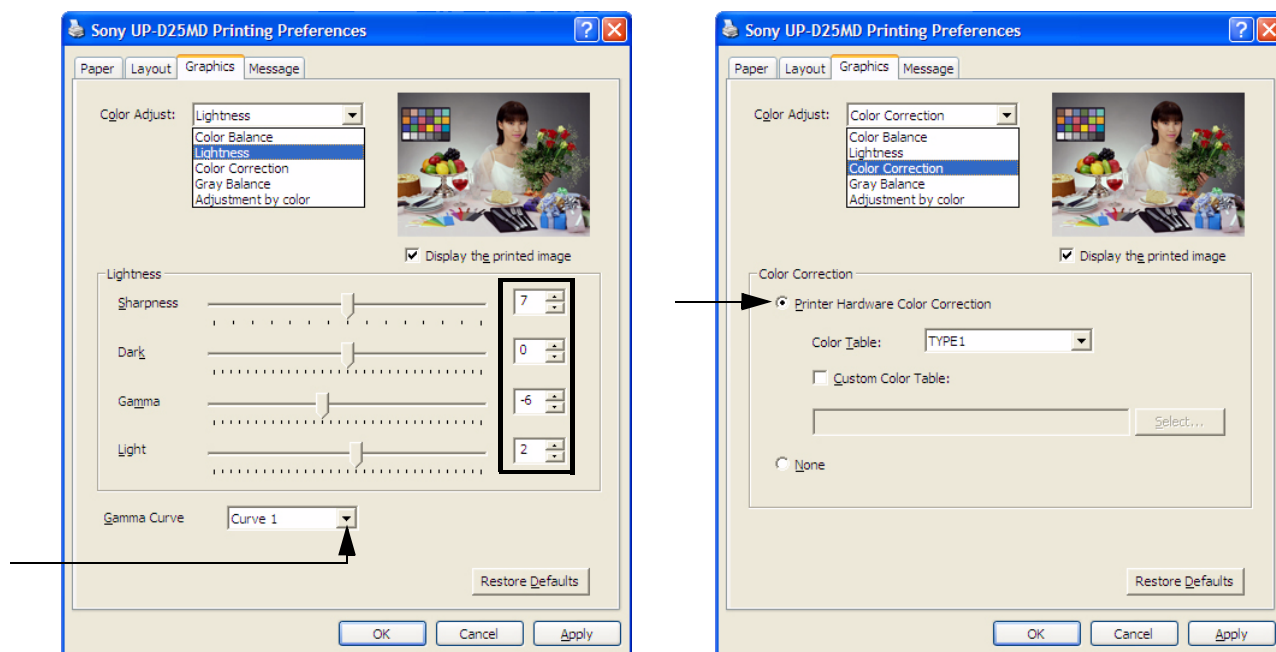 Sony UP-D25MD Printing Preferences
Paper Layout Graphics Message
Color Adjust: Lightness
Color Balance
Lightness
Color Correction
Gray Balance
Adjustment by color
Display the printed image
Lightness
Sharpness 7
Dark 0
Gamma -6
Light 2
Gamma Curve Curve 1
Restore Defaults
OK Cancel Apply
Sony UP-D25MD Printing Preferences
Paper Layout Graphics Message
Color Adjust: Color Correction
Color Balance
Lightness
Color Correction
Gray Balance
Adjustment by color
Display the printed image
Color Correction
Printer Hardware Color Correction
Color Table: TYPE1
Custom Color Table:
Select...
None
Restore Defaults
OK Cancel Apply